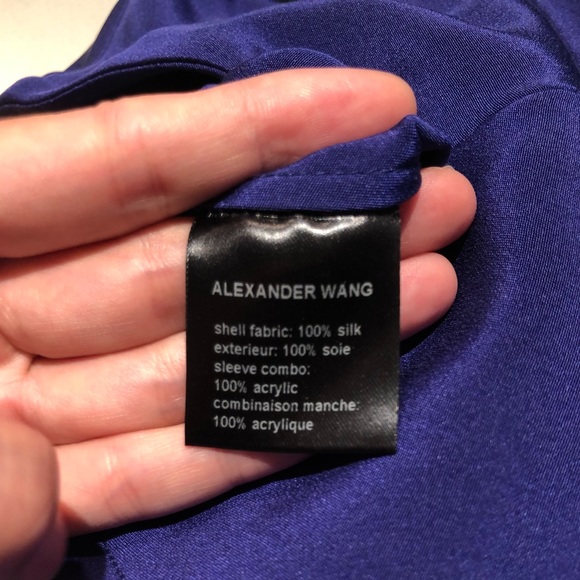 ALEXANDER WANG
shell fabric: 100% silk
exterieur: 100% soie
sleeve combo:
100% acrylic
combinaison manche:
100% acrylique